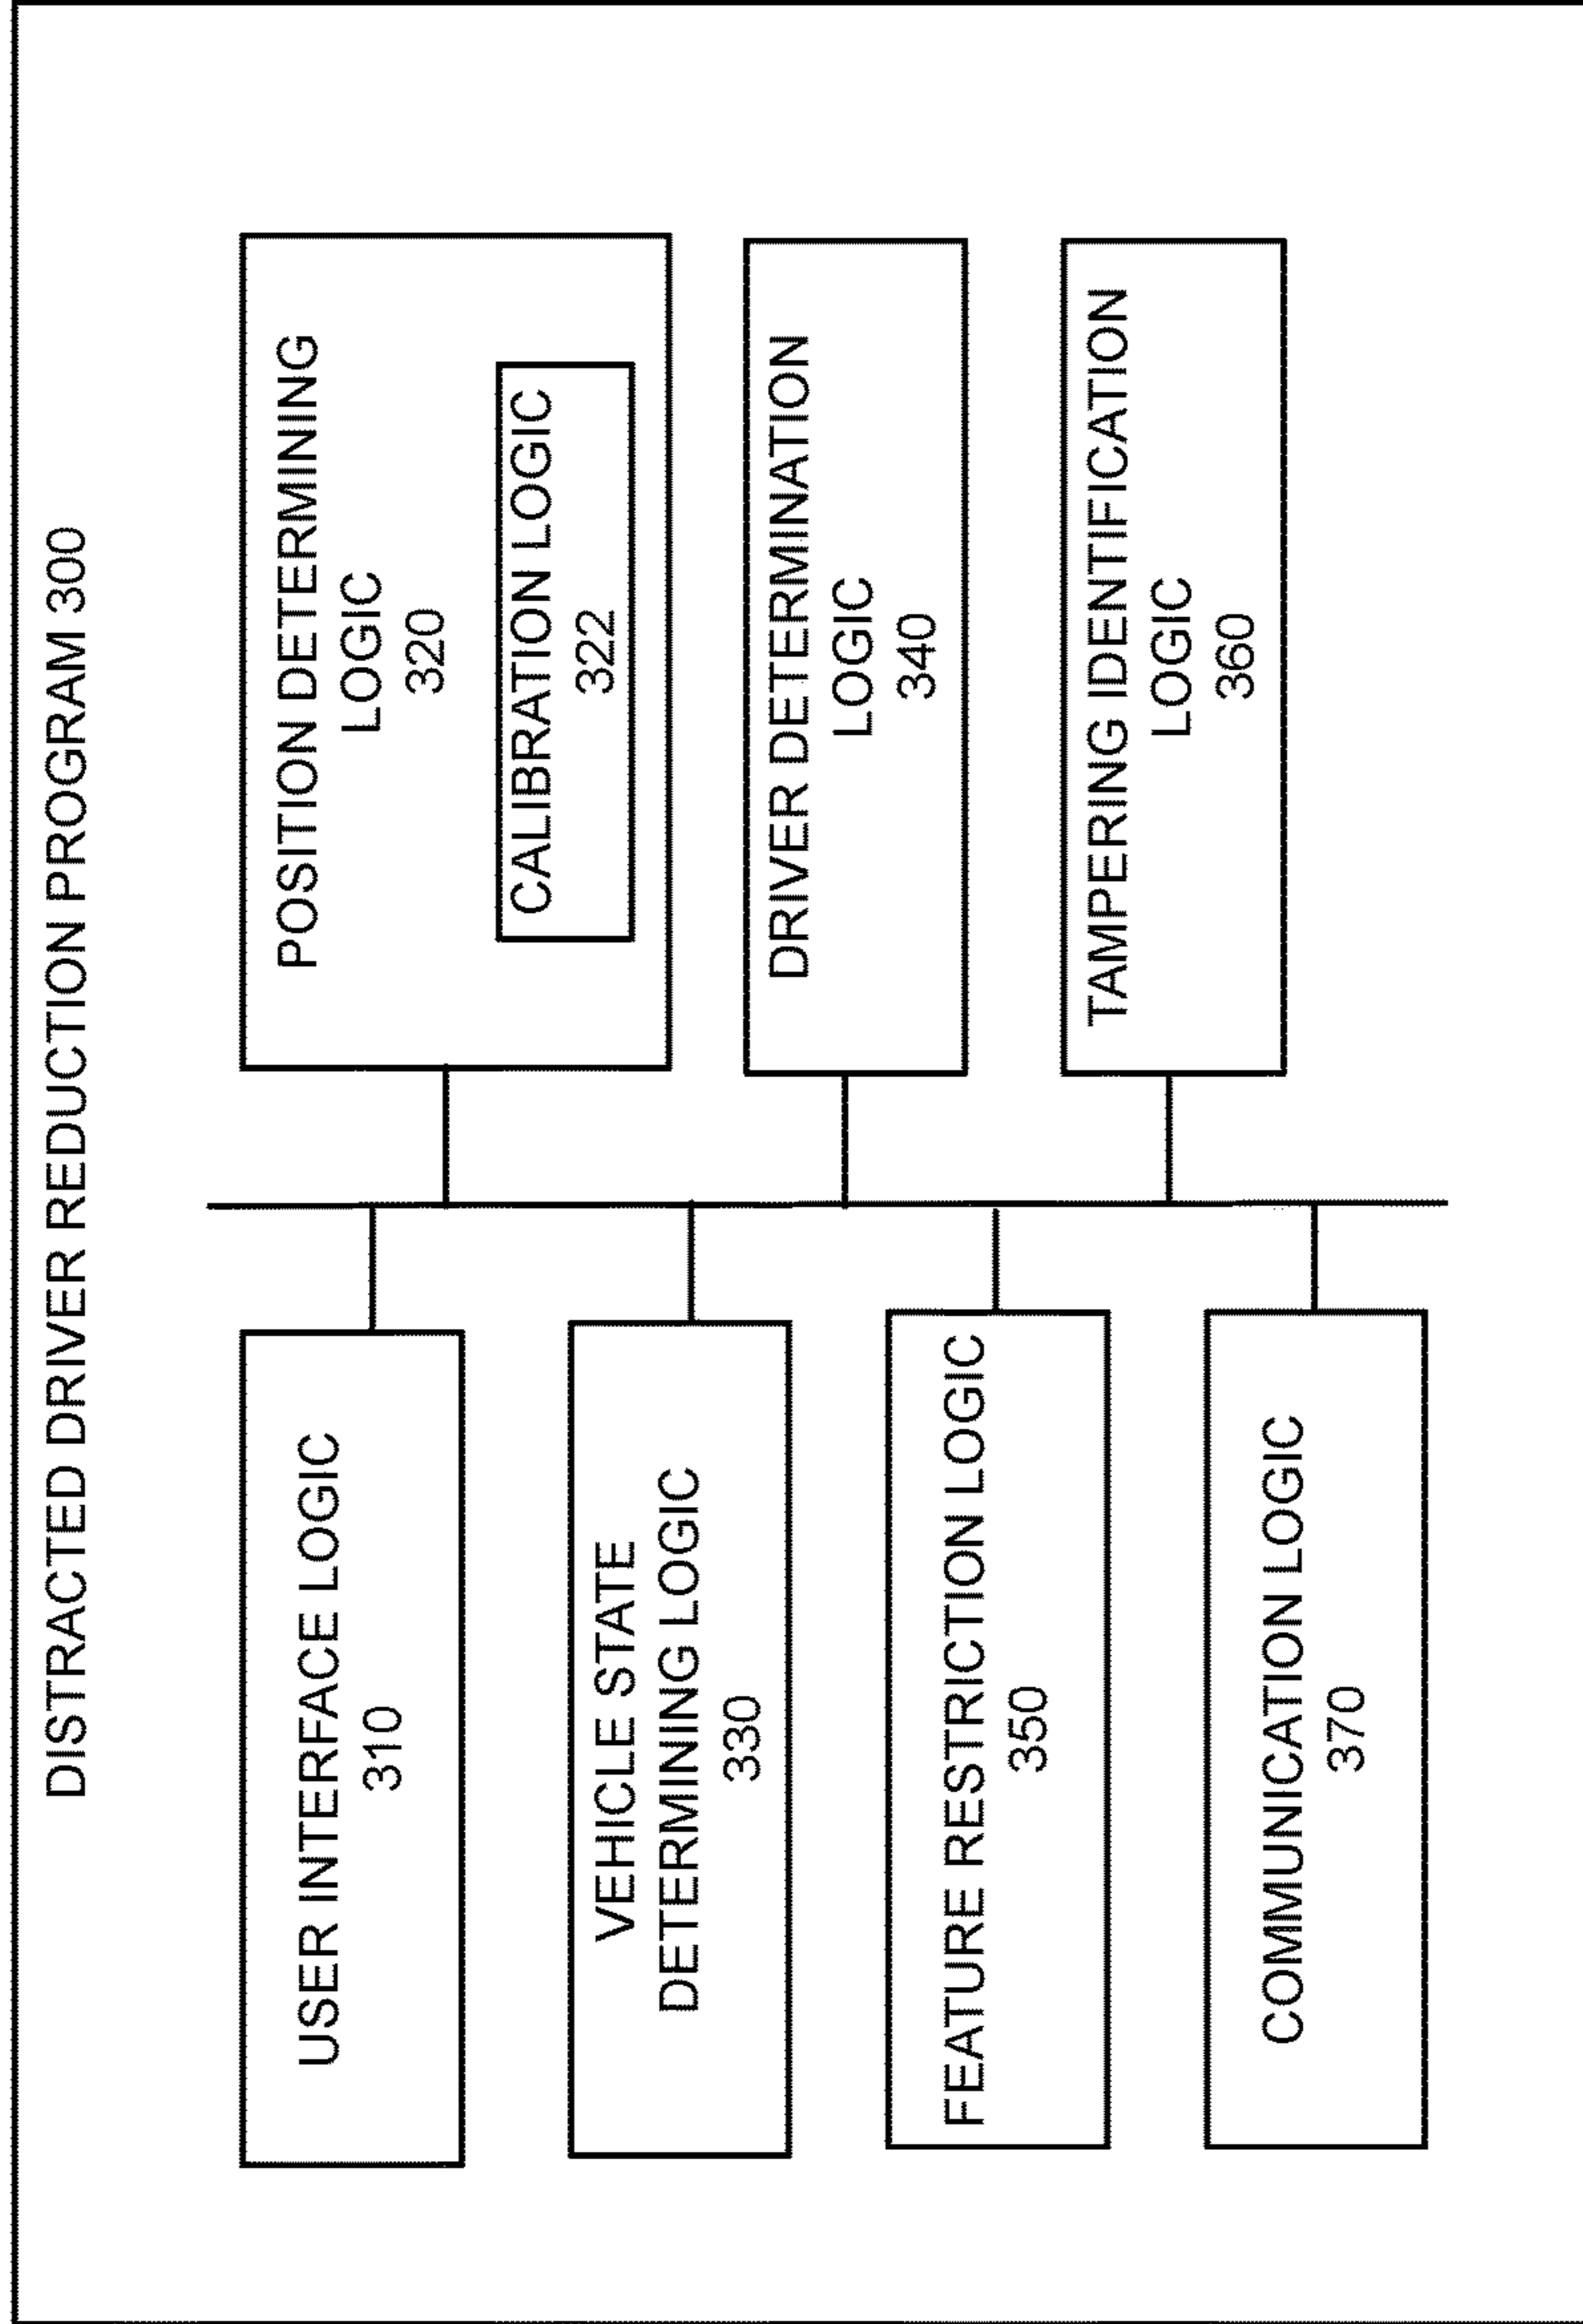 DISTRACTED DRIVER REDUCTION PROGRAM 300
USER INTERFACE LOGIC
310
POSITION DETERMINING
LOGIC
320
CALIBRATION LOGIC
322
VEHICLE STATE
DETERMINING LOGIC
330
DRIVER DETERMINATION
LOGIC
340
FEATURE RESTRICTION LOGIC
350
TAMPERING IDENTIFICATION
LOGIC
360
COMMUNICATION LOGIC
370